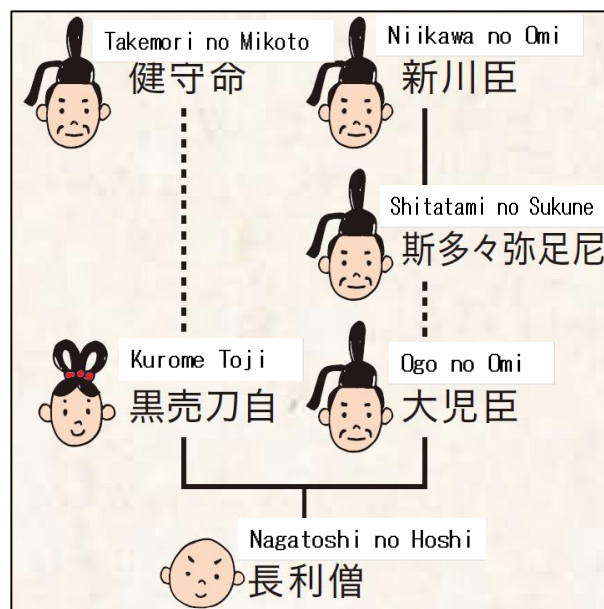 Takemori no Mikoto
健守命
Niikawa no Omi
新川臣
Shitatami no Sukune
斯多々弥足尼
Kurome Toji
黒売刀自
Ogo no Omi
大児臣
Nagatoshi no Hoshi
長利僧